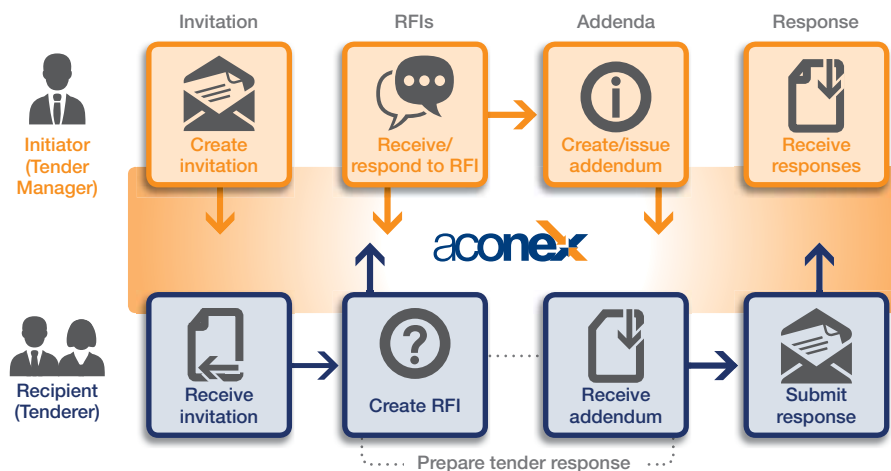 Invitation
RFIs
Addenda
Response
Initiator
(Tender
Manager)
Create
invitation
Receive/
respond to RFI
Create/issue
addendum
Receive
responses
aconex
Recipient
(Tenderer)
Receive
invitation
Create RFI
Receive
addendum
Submit
response
Prepare tender response